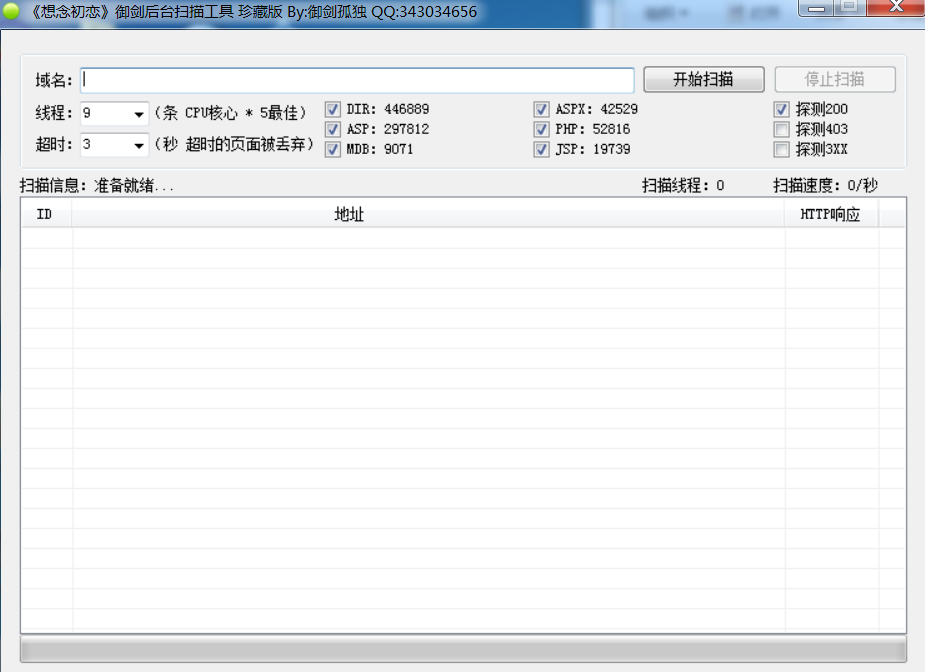 《想念初恋》御剑后台扫描工具 珍藏版 By:御剑孤独 QQ:343034656
域名: 开始扫描 停止扫描
线程: 9 (条 CPU核心 * 5最佳) DIR: 446889 ASPX: 42529 探测200
ASP: 297812 PHP: 52816 探测403
超时: 3 (秒 超时的页面被丢弃) MDB: 9071 JSP: 19739 探测3XX
扫描信息: 准备就绪... 扫描线程: 0 扫描速度: 0/秒
ID 地址 HTTP响应